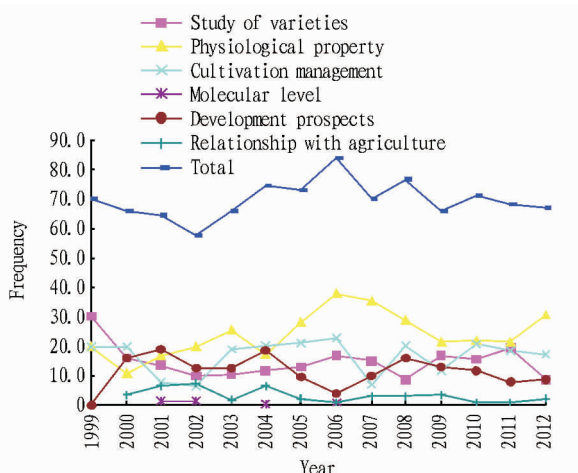 Study of varieties
Physiological property
Cultivation management
Molecular level
Development prospects
Relationship with agriculture
Total
90.0
80.0
70.0
60.0
50.0
40.0
30.0
20.0
10.0
0.0
Frequency
1999 2000 2001 2002 2003 2004 2005 2006 2007 2008 2009 2010 2011 2012
Year